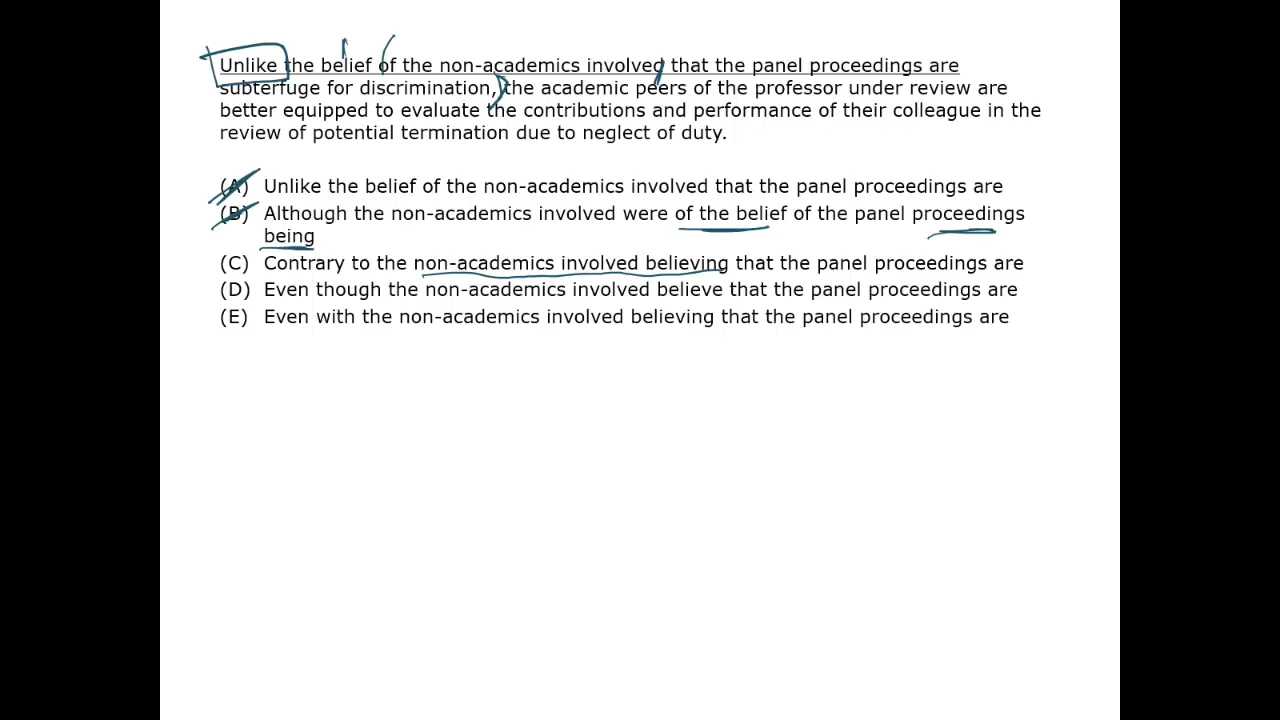 Unlike the belief of the non-academics involved that the panel proceedings are
subterfuge for discrimination, the academic peers of the professor under review are
better equipped to evaluate the contributions and performance of their colleague in the
review of potential termination due to neglect of duty.
(A) Unlike the belief of the non-academics involved that the panel proceedings are
(B) Although the non-academics involved were of the belief of the panel proceedings
being
(C) Contrary to the non-academics involved believing that the panel proceedings are
(D) Even though the non-academics involved believe that the panel proceedings are
(E) Even with the non-academics involved believing that the panel proceedings are